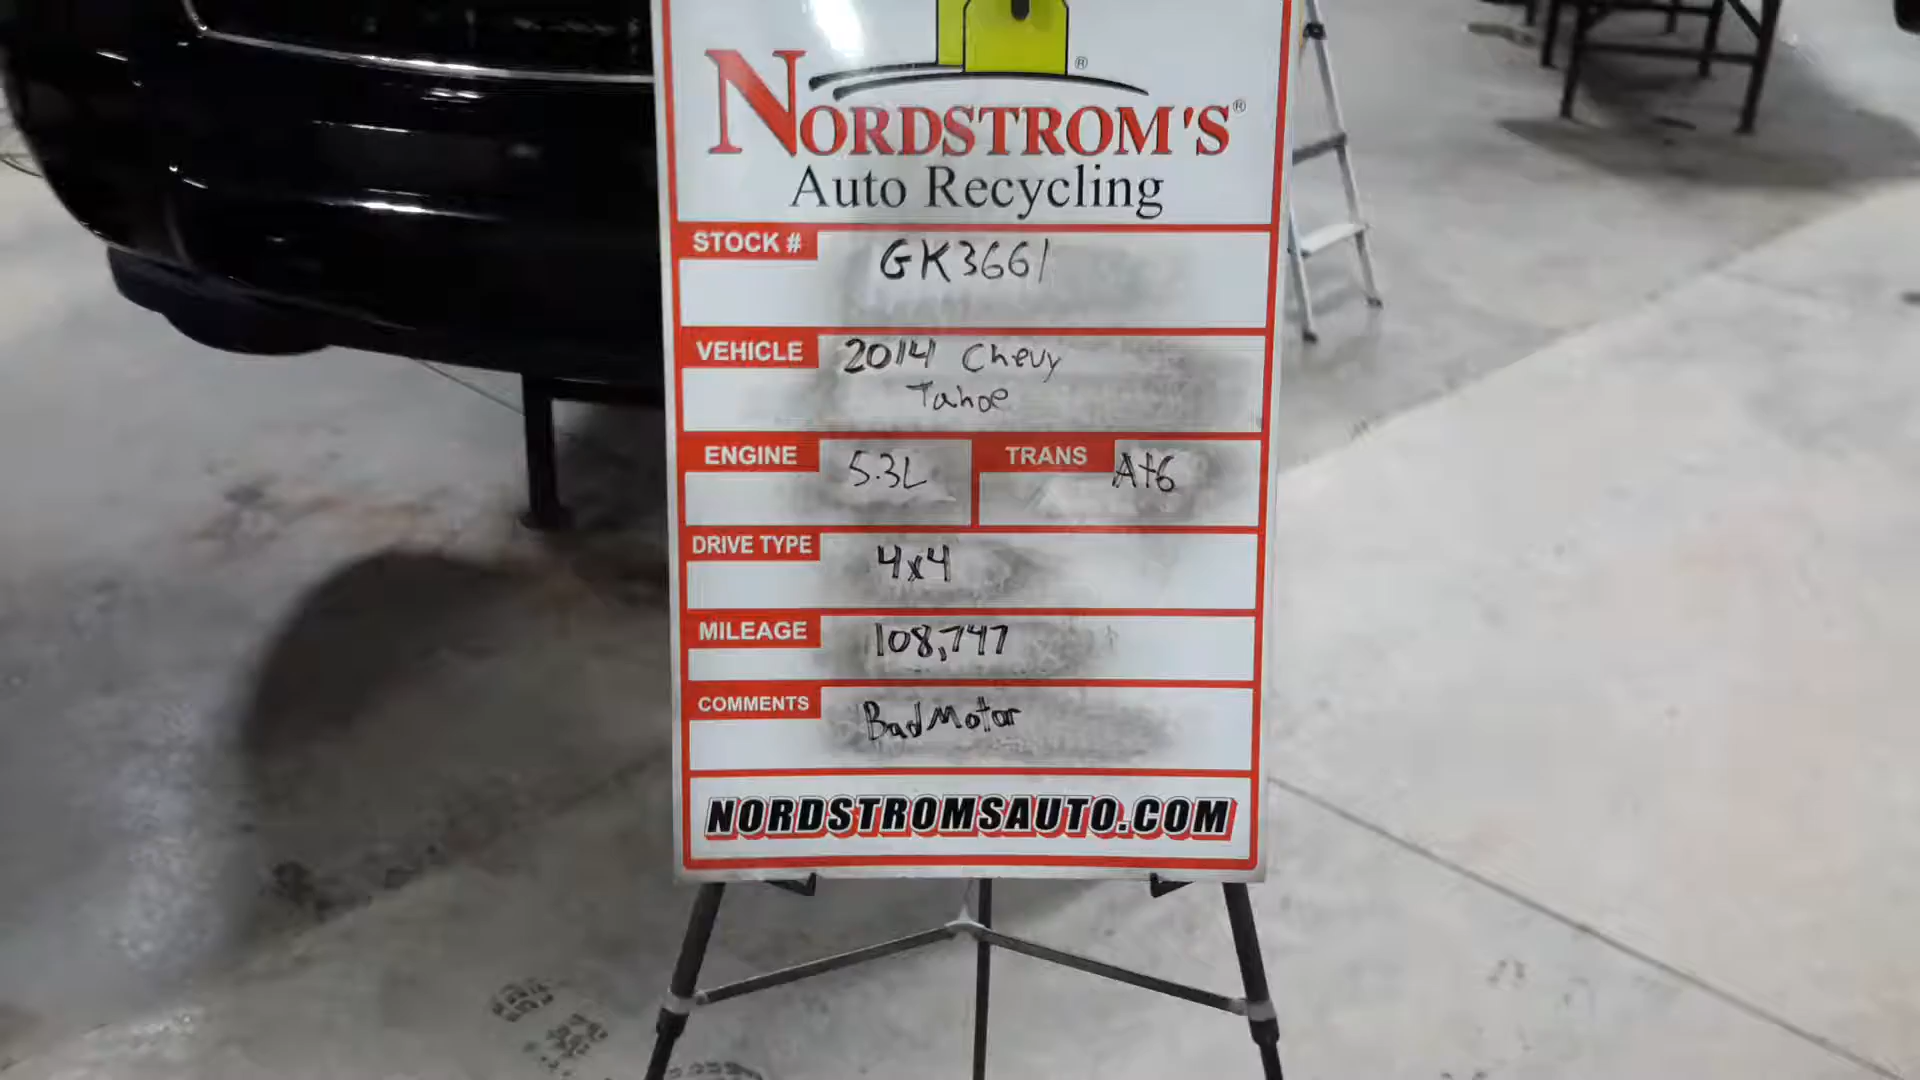 NORDSTROM'S®
Auto Recycling
STOCK # GK3661
VEHICLE 2014 Chevy
Tahoe
ENGINE 5.3L TRANS At6
DRIVE TYPE 4x4
MILEAGE 108,747
COMMENTS Bad Motor
NORDSTROMSAUTO.COM